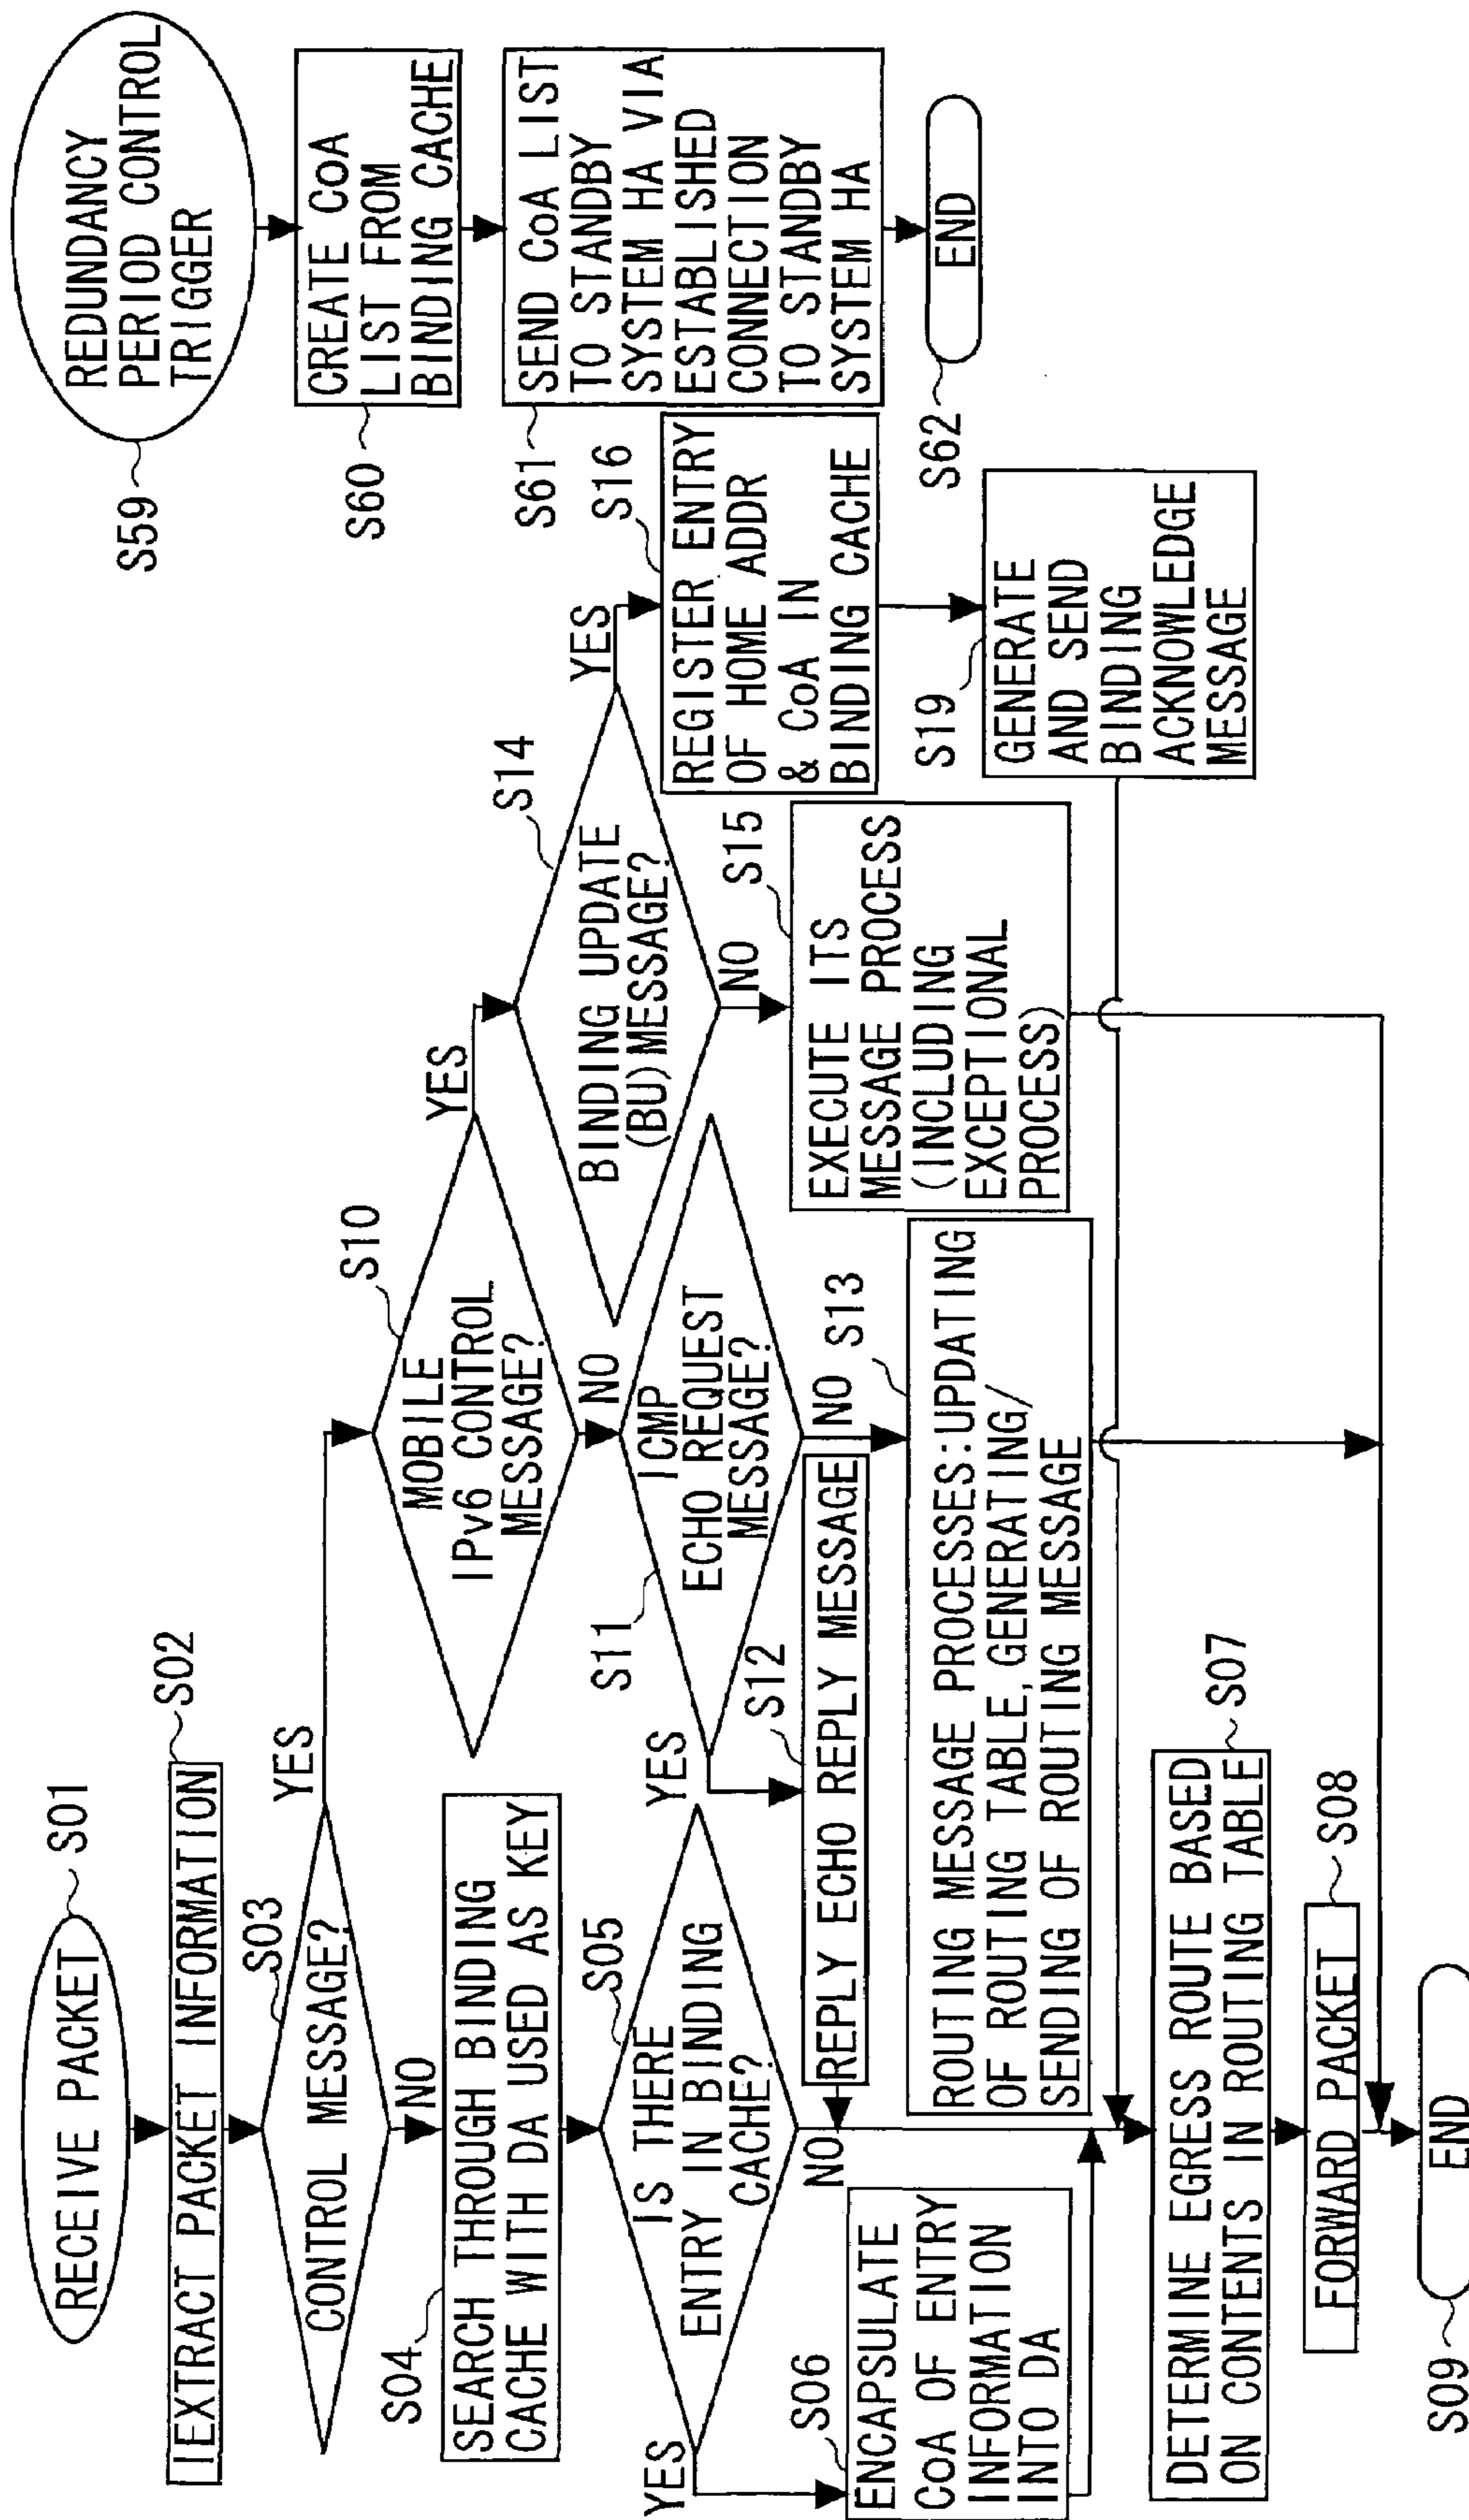 RECEIVE PACKET
S01
EXTRACT PACKET INFORMATION
S02
CONTROL MESSAGE?
S03
YES
NO
SEARCH THROUGH BINDING
CACHE WITH DA USED AS KEY
S04
IS THERE
ENTRY IN BINDING
CACHE?
S05
YES
NO
ENCAPSULATE
CoA OF ENTRY
INFORMATION
INTO DA
S06
DETERMINE EGRESS ROUTE BASED
ON CONTENTS IN ROUTING TABLE
S07
FORWARD PACKET
S08
END
S09
MOBILE
IPv6 CONTROL
MESSAGE?
S10
YES
NO
ICMP
ECHO REQUEST
MESSAGE?
S11
YES
NO
REPLY ECHO REPLY MESSAGE
S12
ROUTING MESSAGE PROCESSES:UPDATING
OF ROUTING TABLE,GENERATING/
SENDING OF ROUTING MESSAGE
S13
BINDING UPDATE
(BU)MESSAGE?
S14
YES
NO
EXECUTE ITS
MESSAGE PROCESS
(INCLUDING
EXCEPTIONAL
PROCESS)
S15
REGISTER ENTRY
OF HOME ADDR
& CoA IN
BINDING CACHE
S16
GENERATE
AND SEND
BINDING
ACKNOWLEDGE
MESSAGE
S19
REDUNDANCY
PERIOD CONTROL
TRIGGER
S59
CREATE CoA
LIST FROM
BINDING CACHE
S60
SEND CoA LIST
TO STANDBY
SYSTEM HA VIA
ESTABLISHED
CONNECTION
TO STANDBY
SYSTEM HA
S61
END
S62